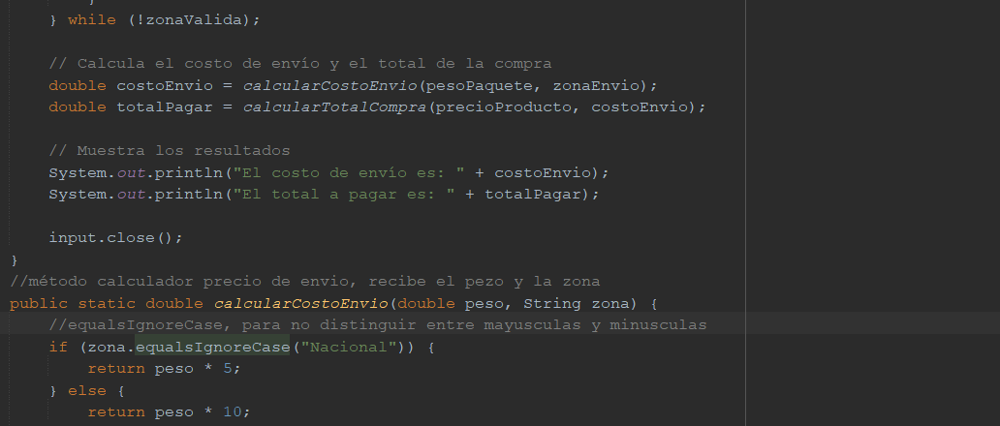 }
} while (!zonaValida);
// Calcula el costo de envío y el total de la compra
double costoEnvio = calcularCostoEnvio(pesoPaquete, zonaEnvio);
double totalPagar = calcularTotalCompra(precioProducto, costoEnvio);
// Muestra los resultados
System.out.println("El costo de envío es: " + costoEnvio);
System.out.println("El total a pagar es: " + totalPagar);
input.close();
}
//método calculador precio de envio, recibe el pezo y la zona
public static double calcularCostoEnvio(double peso, String zona) {
//equalsIgnoreCase, para no distinguir entre mayusculas y minusculas
if (zona.equalsIgnoreCase("Nacional")) {
return peso * 5;
} else {
return peso * 10;